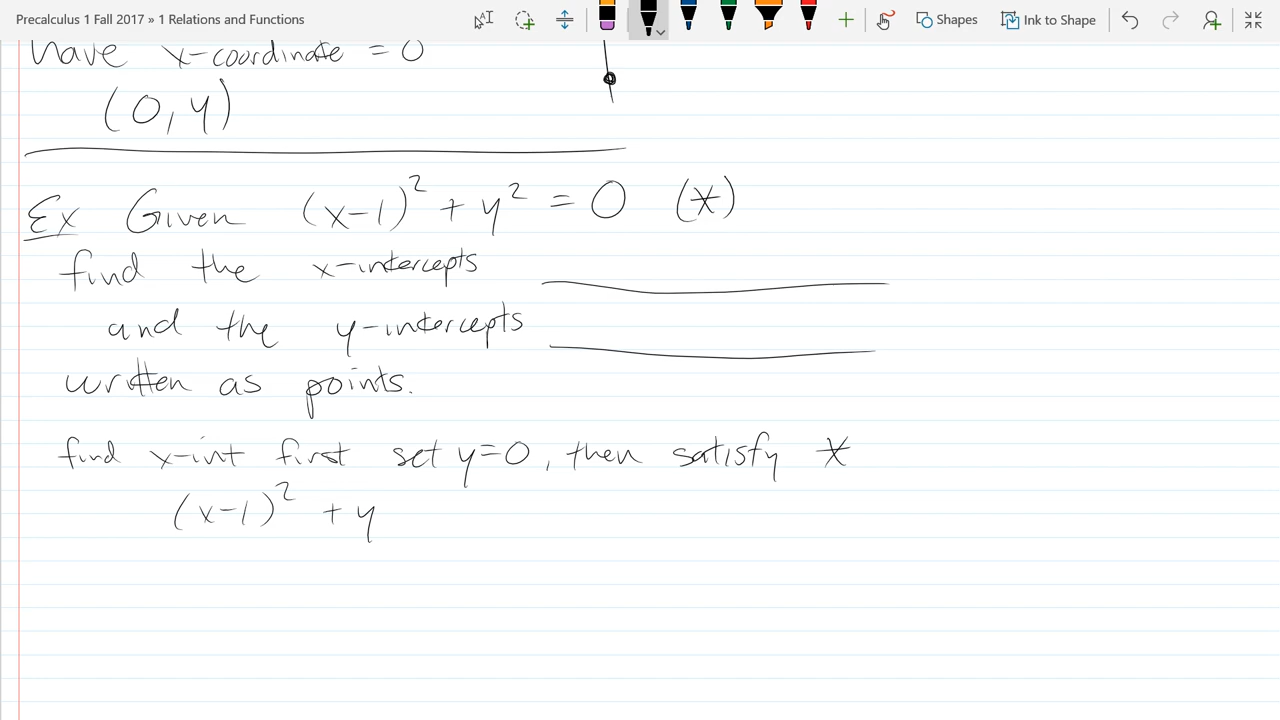 Precalculus 1 Fall 2017 » 1 Relations and Functions Shapes Ink to Shape
have x-coordinate = 0
(0, y)
Ex Given (x-1)² + y² = 0 (*)
find the x-intercepts
and the y-intercepts
written as points.
find x-int first set y=0, then satisfy *
(x-1)² + y